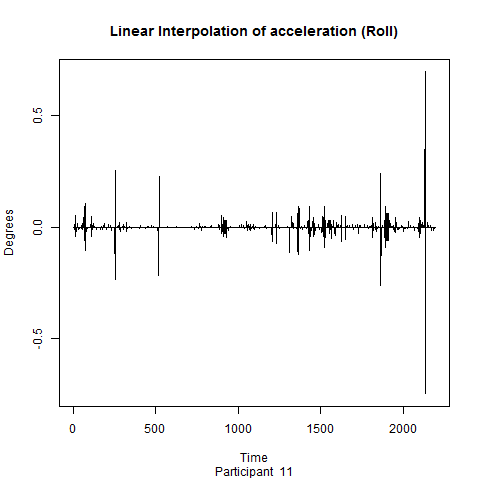 Linear Interpolation of acceleration (Roll)
Degrees
0.5
0.0
-0.5
0 500 1000 1500 2000
Time
Participant 11